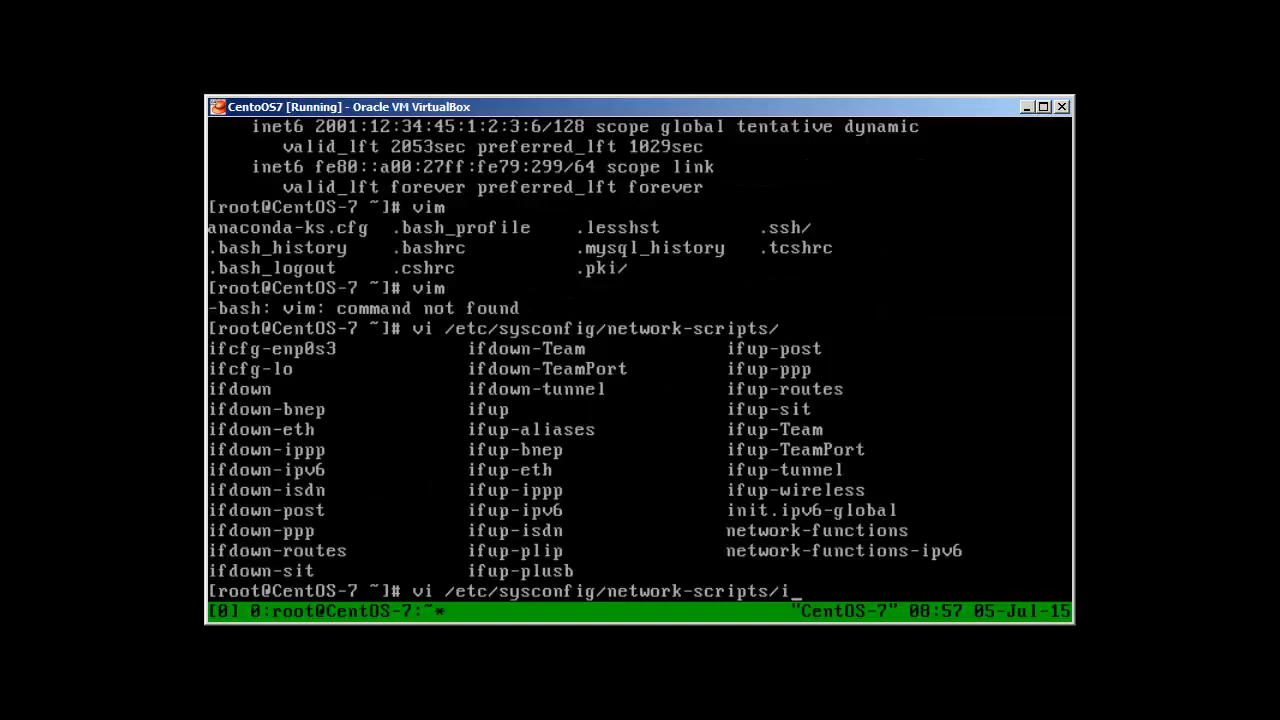 CentoOS7 [Running] - Oracle VM VirtualBox
inet6 2001:12:34:45:1:2:3:6/128 scope global tentative dynamic
valid_lft 2053sec preferred_lft 1029sec
inet6 fe80::a00:27ff:fe79:299/64 scope link
valid_lft forever preferred_lft forever
[root@CentOS-7 ~]# vim
anaconda-ks.cfg .bash_profile .lesshst .ssh/
.bash_history .bashrc .mysql_history .tcshrc
.bash_logout .cshrc .pki/
[root@CentOS-7 ~]# vim
-bash: vim: command not found
[root@CentOS-7 ~]# vi /etc/sysconfig/network-scripts/
ifcfg-enp0s3 ifdown-Team ifup-post
ifcfg-lo ifdown-TeamPort ifup-ppp
ifdown ifdown-tunnel ifup-routes
ifdown-bnep ifup ifup-sit
ifdown-eth ifup-aliases ifup-Team
ifdown-ippp ifup-bnep ifup-TeamPort
ifdown-ipv6 ifup-eth ifup-tunnel
ifdown-isdn ifup-ippp ifup-wireless
ifdown-post ifup-ipv6 init.ipv6-global
ifdown-ppp ifup-isdn network-functions
ifdown-routes ifup-plip network-functions-ipv6
ifdown-sit ifup-plusb
[root@CentOS-7 ~]# vi /etc/sysconfig/network-scripts/i_
[0] 0:root@CentOS-7:~* "CentOS-7" 08:57 05-Jul-15